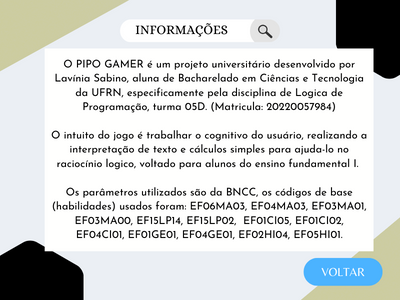 INFORMAÇÕES
O PIPO GAMER é um projeto universitário desenvolvido por
Lavínia Sabino, aluna de Bacharelado em Ciências e Tecnologia
da UFRN, especificamente pela disciplina de Logica de
Programação, turma 05D. (Matricula: 20220057984)
O intuito do jogo é trabalhar o cognitivo do usuário, realizando a
interpretação de texto e cálculos simples para ajuda-lo no
raciocínio logico, voltado para alunos do ensino fundamental I.
Os parâmetros utilizados são da BNCC, os códigos de base
(habilidades) usados foram: EF06MA03, EF04MA03, EF03MA01,
EF03MA00, EF15LP14, EF15LP02, EF01CI05, EF01CI02,
EF04CI01, EF01GE01, EF04GE01, EF02HI04, EF05HI01.
VOLTAR